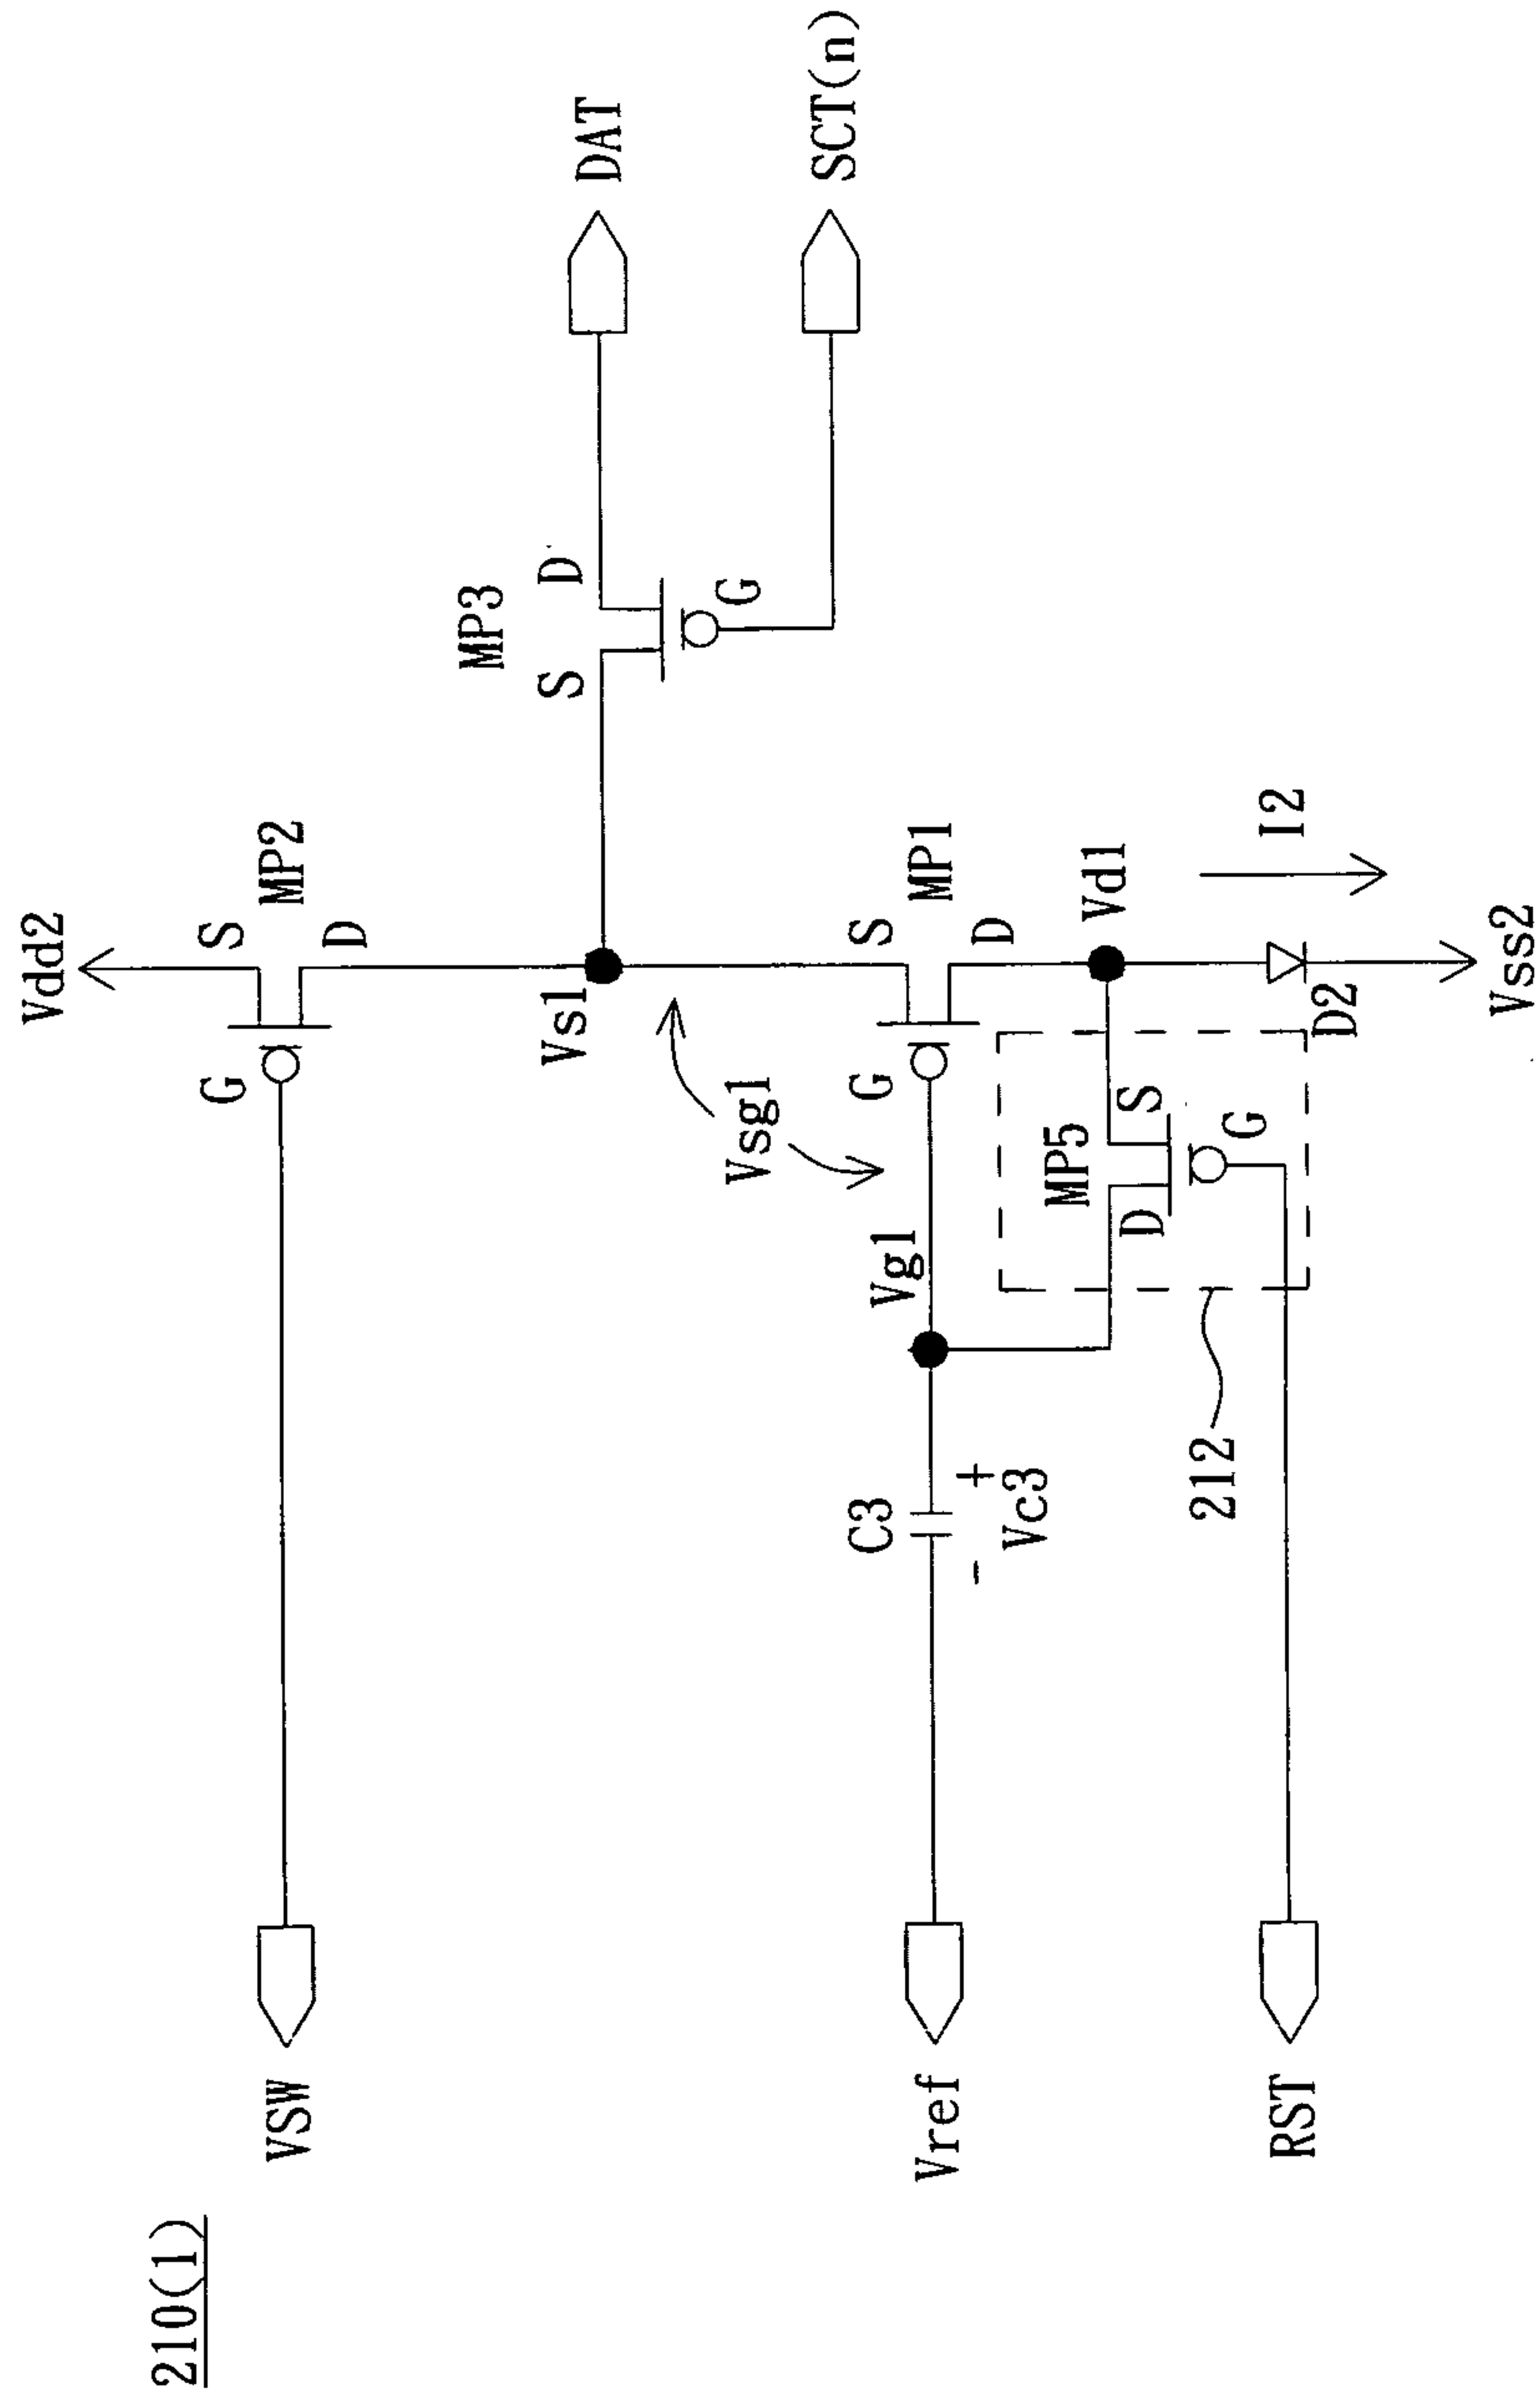 210(1)
VSW
Vref
RST
C3
- Vc3 +
212
Vg1
Vsg1
G
MP5
D
S
G
G
G
Vdd2
S
MP2
D
Vs1
S
MP1
D
Vd1
I2
D2
Vss2
MP3
S
D
G
DAT
SCT(n)